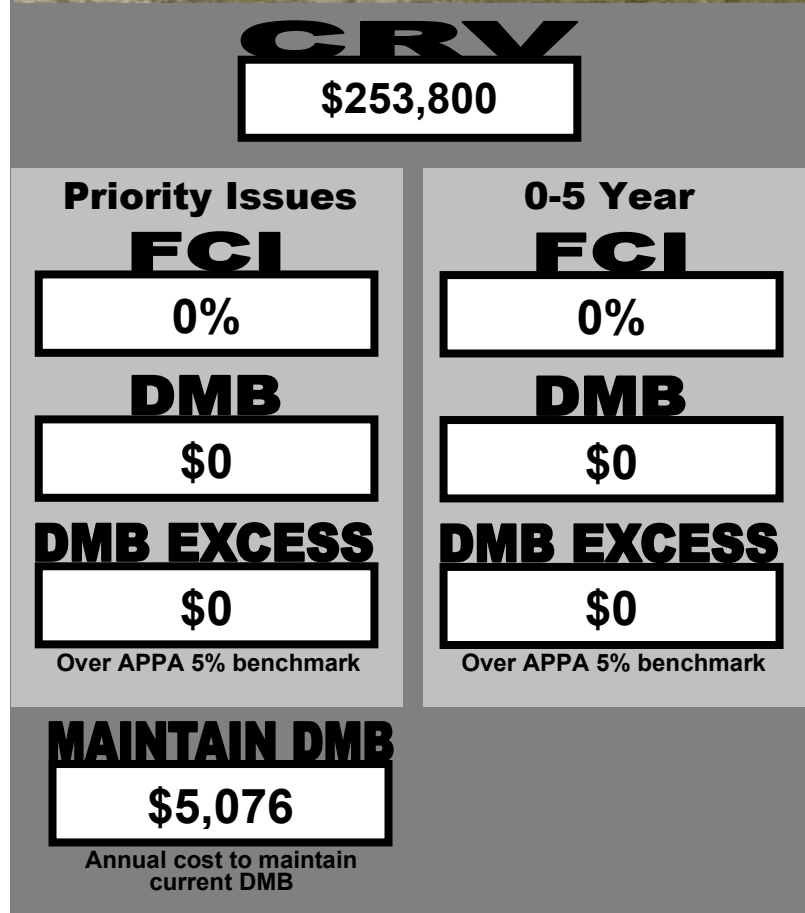 CRV
$253,800
Priority Issues
FCI
0%
DMB
$0
DMB EXCESS
$0
Over APPA 5% benchmark
0-5 Year
FCI
0%
DMB
$0
DMB EXCESS
$0
Over APPA 5% benchmark
MAINTAIN DMB
$5,076
Annual cost to maintain
current DMB